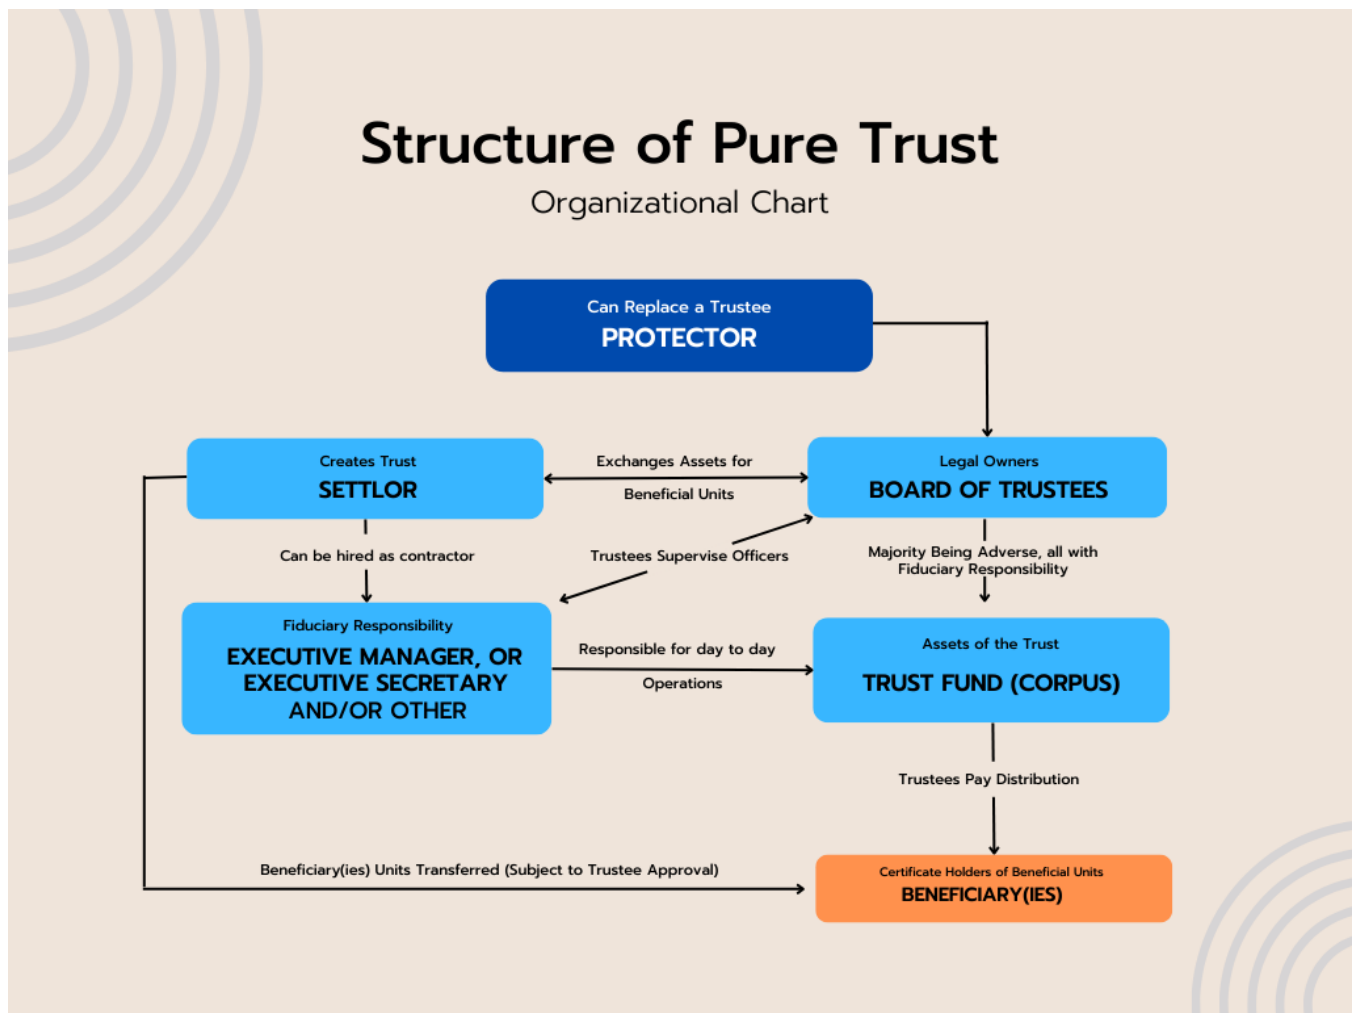 Structure of Pure Trust
Organizational Chart
Can Replace a Trustee
PROTECTOR
Creates Trust
SETTLOR
Exchanges Assets for
Beneficial Units
Legal Owners
BOARD OF TRUSTEES
Can be hired as contractor
Trustees Supervise Officers
Majority Being Adverse, all with
Fiduciary Responsibility
Fiduciary Responsibility
EXECUTIVE MANAGER, OR
EXECUTIVE SECRETARY
AND/OR OTHER
Responsible for day to day
Operations
Assets of the Trust
TRUST FUND (CORPUS)
Trustees Pay Distribution
Beneficiary(ies) Units Transferred (Subject to Trustee Approval)
Certificate Holders of Beneficial Units
BENEFICIARY(IES)